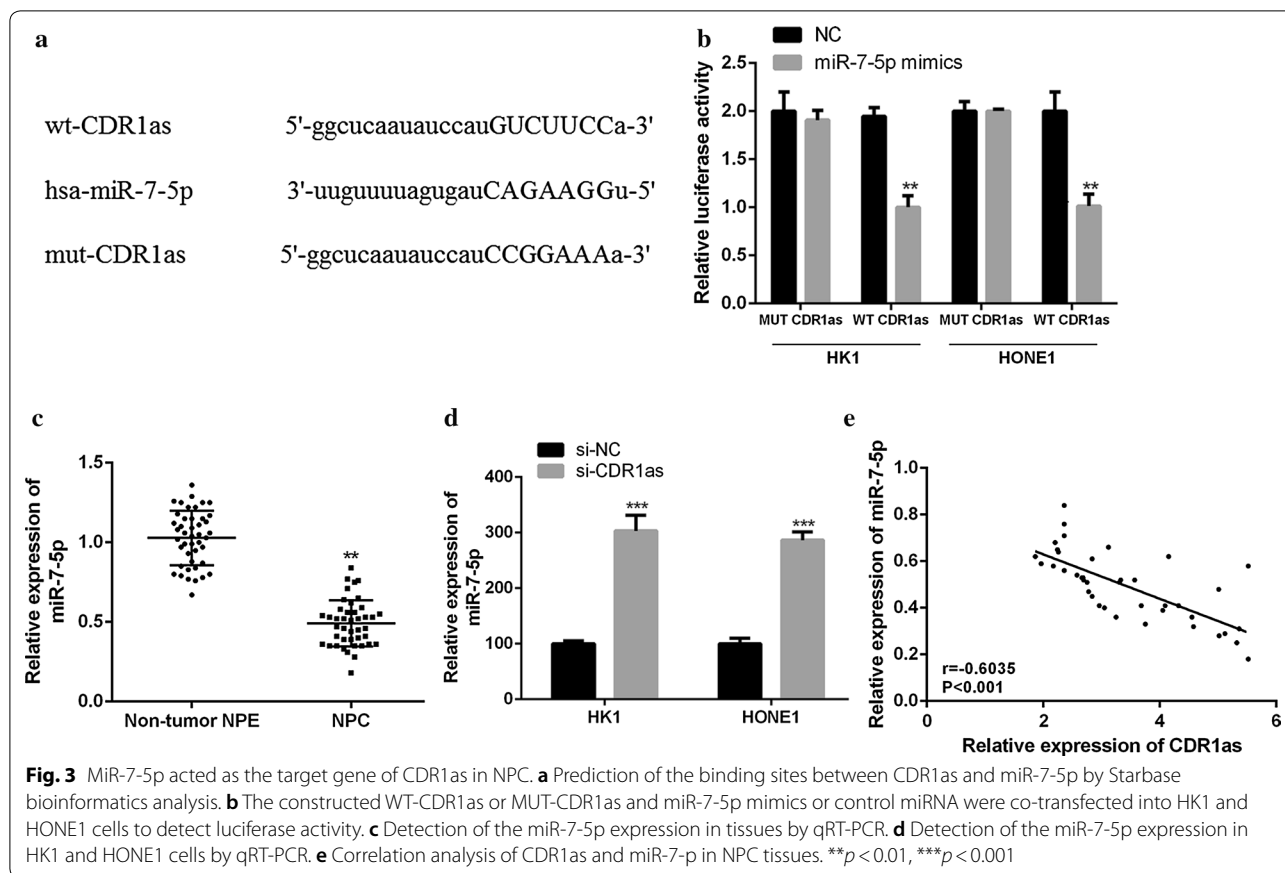 a
wt-CDR1as 5'-ggcucaauauccauGUCUUCCa-3'
hsa-miR-7-5p 3'-uuguuuuagugauCAGAAGGu-5'
mut-CDR1as 5'-ggcucaauauccauCCGGAAAa-3'
b
NC
miR-7-5p mimics
Relative luciferase activity
2.5
2.0
1.5
1.0
0.5
0.0
**
**
MUT CDR1as WT CDR1as MUT CDR1as WT CDR1as
HK1 HONE1
c
Relative expression of
miR-7-5p
1.5
1.0
0.5
0.0
**
Non-tumor NPE NPC
d
si-NC
si-CDR1as
Relative expression of
miR-7-5p
400
300
200
100
0
***
***
HK1 HONE1
e
Relative expression of miR-7-5p
1.0
0.8
0.6
0.4
0.2
0.0
r=-0.6035
P<0.001
0 2 4 6
Relative expression of CDR1as
Fig. 3 MiR-7-5p acted as the target gene of CDR1as in NPC. a Prediction of the binding sites between CDR1as and miR-7-5p by Starbase
bioinformatics analysis. b The constructed WT-CDR1as or MUT-CDR1as and miR-7-5p mimics or control miRNA were co-transfected into HK1 and
HONE1 cells to detect luciferase activity. c Detection of the miR-7-5p expression in tissues by qRT-PCR. d Detection of the miR-7-5p expression in
HK1 and HONE1 cells by qRT-PCR. e Correlation analysis of CDR1as and miR-7-p in NPC tissues. **p < 0.01, ***p < 0.001